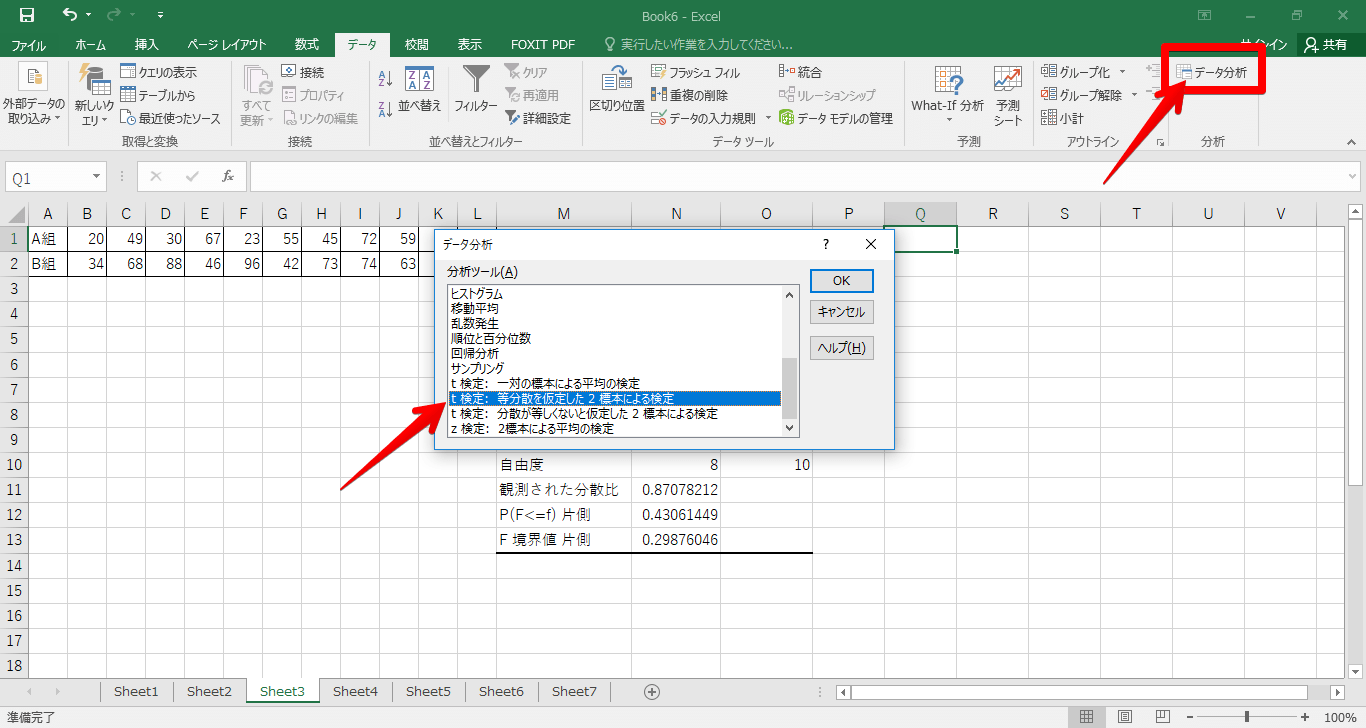 Book6 - Excel
ファイル ホーム 挿入 ページ レイアウト 数式 データ 校閲 表示 FOXIT PDF 実行したい作業を入力してください... サインイン 共有
外部データの
取り込み
新しいクエリ
クエリの表示
テーブルから
最近使ったソース
取得と変換
すべて
更新
接続
プロパティ
リンクの編集
接続
並べ替え
フィルター
クリア
再適用
詳細設定
並べ替えとフィルター
区切り位置
フラッシュ フィル
重複の削除
データの入力規則
統合
リレーションシップ
データ モデルの管理
データ ツール
What-If 分析
予測
シート
予測
グループ化
グループ解除
小計
アウトライン
データ分析
分析
Q1
fx
A B C D E F G H I J K L M N O P Q R S T U V
1 A組 20 49 30 67 23 55 45 72 59
2 B組 34 68 88 46 96 42 73 74 63
3
4
5
6
7
8
9
10 自由度 8 10
11 観測された分散比 0.87078212
12 P(F<=f) 片側 0.43061449
13 F 境界値 片側 0.29876046
14
15
16
17
18
データ分析 ?
分析ツール(A)
ヒストグラム
移動平均
乱数発生
順位と百分位数
回帰分析
サンプリング
t 検定: 一対の標本による平均の検定
t 検定: 等分散を仮定した 2 標本による検定
t 検定: 分散が等しくないと仮定した 2 標本による検定
z 検定: 2標本による平均の検定
OK
キャンセル
ヘルプ(H)
Sheet1 Sheet2 Sheet3 Sheet4 Sheet5 Sheet6 Sheet7
準備完了 100%